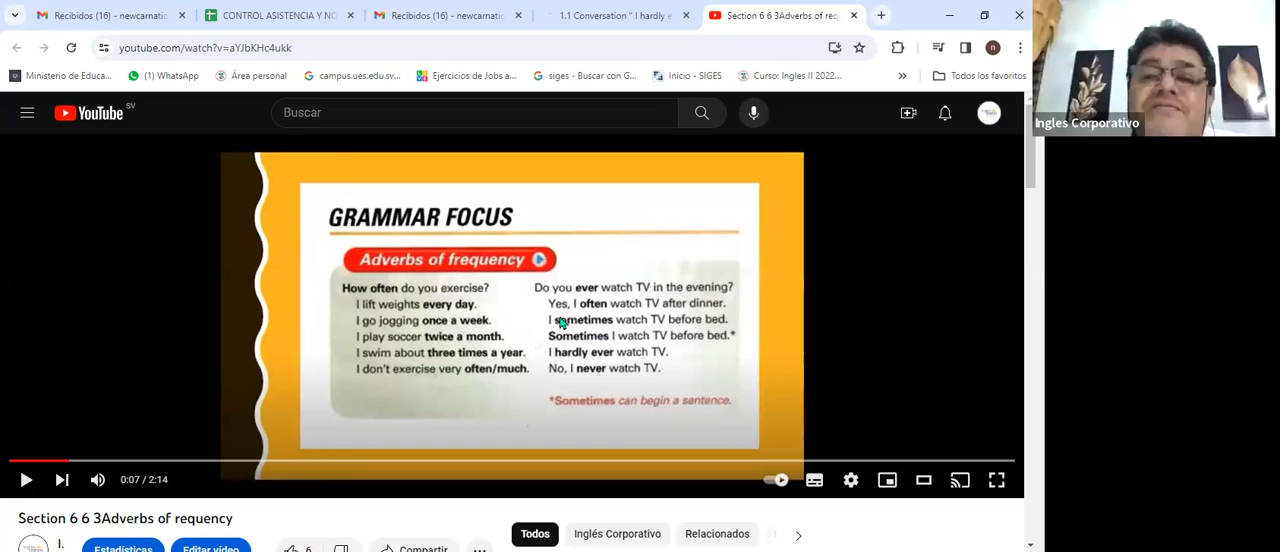 Recibidos (16) - newcarnati
CONTROL ASISTENCIA Y NO
Recibidos (16) - newcarnati
1.1 Conversation " I hardly e
Section 6 6 3Adverbs of req
youtube.com/watch?v=aYJbKHc4ukk
Ministerio de Educa...
(1) WhatsApp
Área personal
campus.ues.edu.sv...
Ejercicios de Jobs a...
siges - Buscar con G...
Inicio - SIGES
Curso: Ingles II 2022...
Todos los favoritos
YouTube SV
Buscar
Ingles Corporativo
GRAMMAR FOCUS
Adverbs of frequency
How often do you exercise?
I lift weights every day.
I go jogging once a week.
I play soccer twice a month.
I swim about three times a year.
I don't exercise very often/much.
Do you ever watch TV in the evening?
Yes, I often watch TV after dinner.
I sometimes watch TV before bed.
Sometimes I watch TV before bed.*
I hardly ever watch TV.
No, I never watch TV.
*Sometimes can begin a sentence.
0:07 / 2:14
Section 6 6 3Adverbs of requency
Todos
Inglés Corporativo
Relacionados
I.
Estadísticas
Editar vídeo
6
Compartir